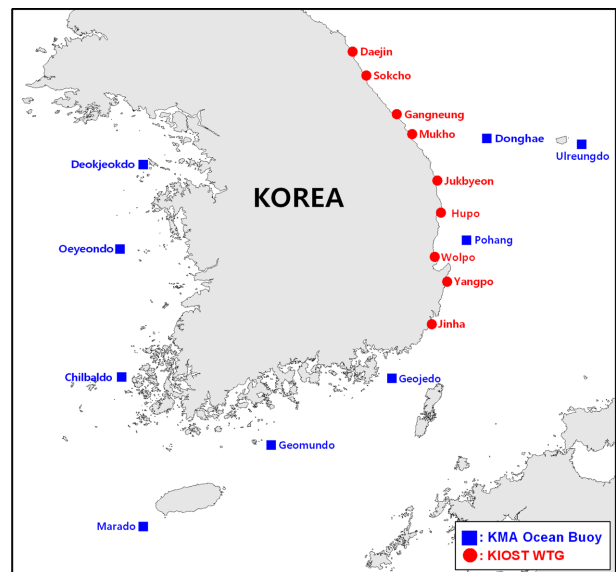 Daejin
Sokcho
Gangneung
Mukho
Donghae
Ulreungdo
Deokjeokdo
Jukbyeon
KOREA
Hupo
Pohang
Oeyeondo
Wolpo
Yangpo
Jinha
Chilbaldo
Geojedo
Geomundo
Marado
: KMA Ocean Buoy
: KIOST WTG